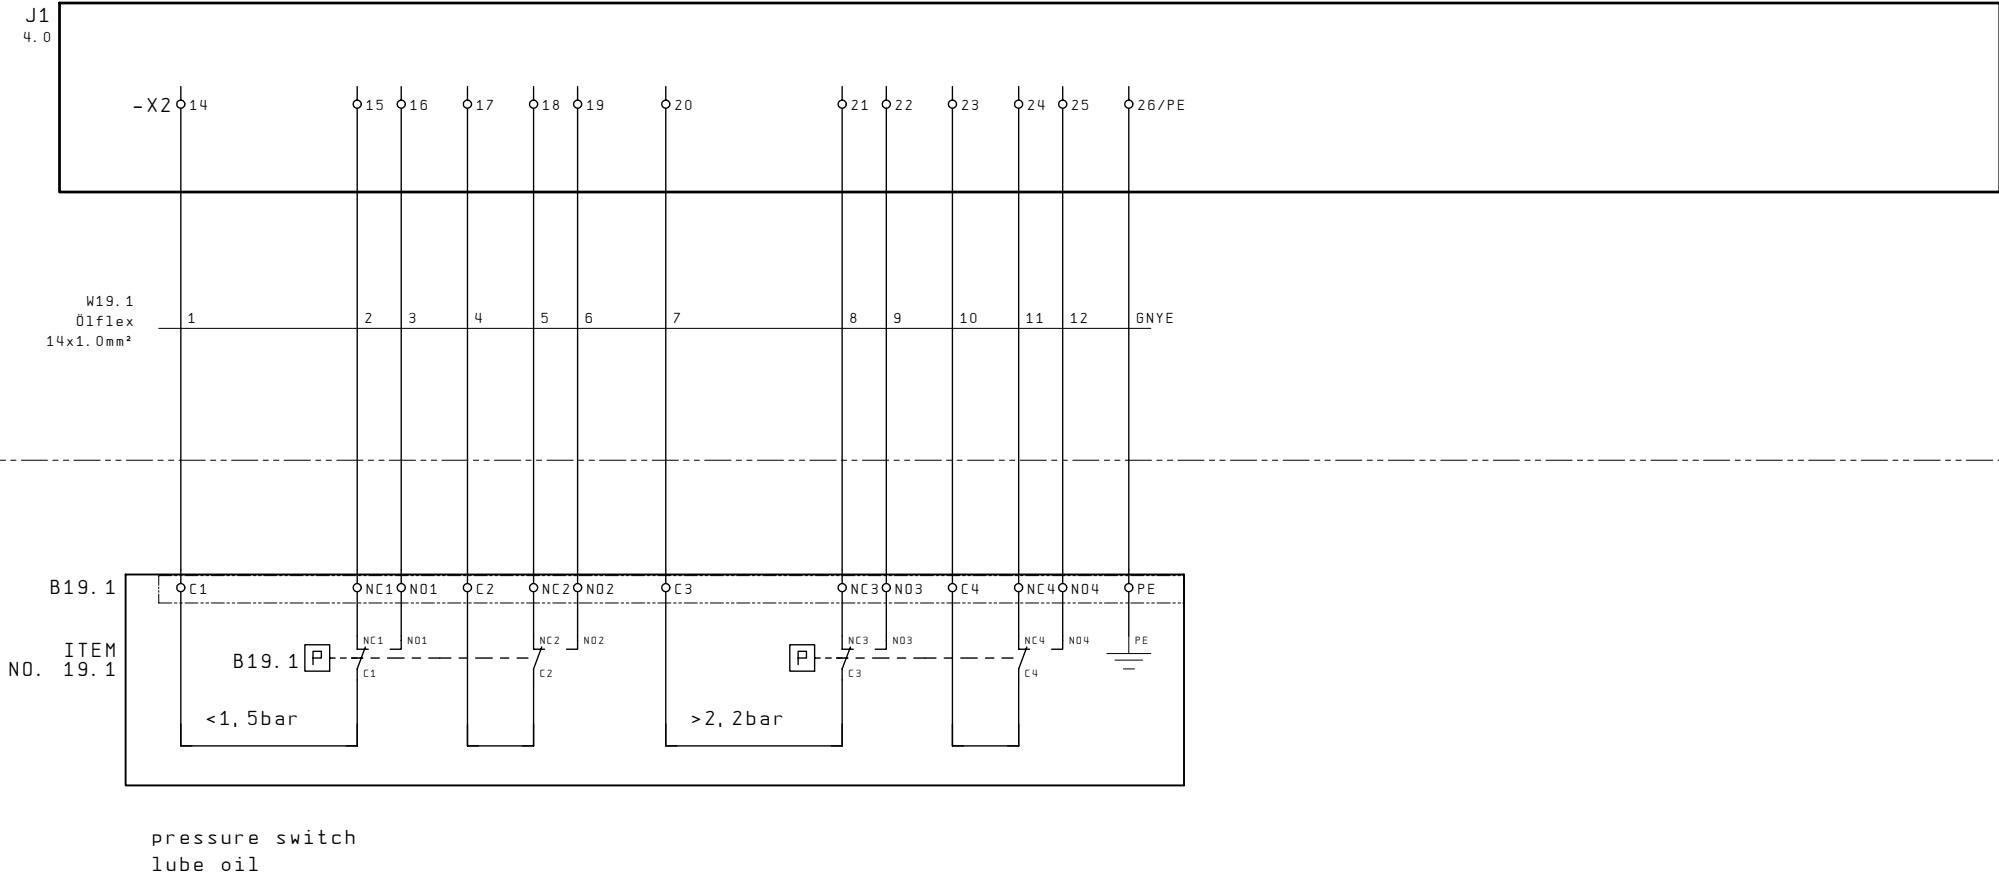 J1
4.0
-X2 14 15 16 17 18 19 20 21 22 23 24 25 26/PE
W19.1
Ölflex
14x1.0mm²
1 2 3 4 5 6 7 8 9 10 11 12 GNYE
B19.1
C1 NC1 NO1 C2 NC2 NO2 C3 NC3 NO3 C4 NC4 NO4 PE
ITEM
NO. 19.1
NC1 NO1 NC2 NO2 NC3 NO3 NC4 NO4 PE
B19.1 P P
C1 C2 C3 C4
<1,5bar >2,2bar
pressure switch
lube oil